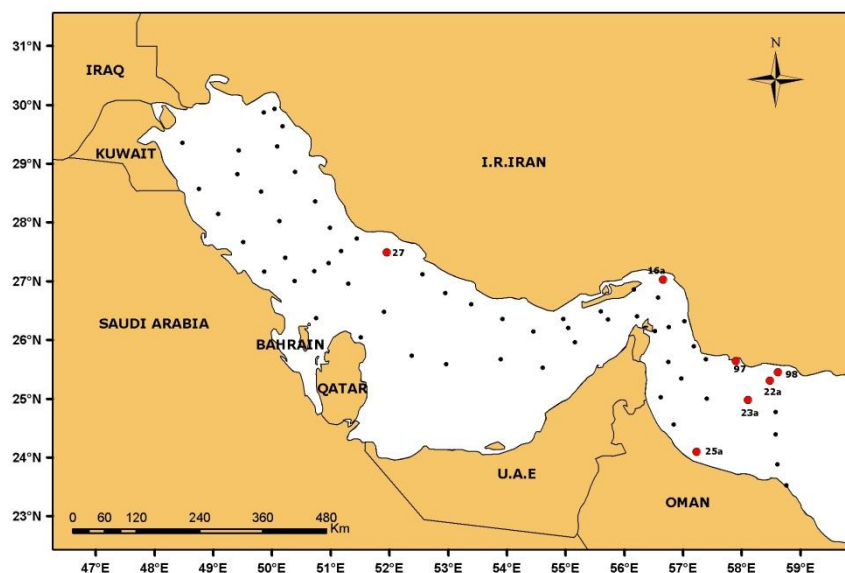 N
31°N
IRAQ
30°N
KUWAIT
29°N
I.R.IRAN
28°N
27
27°N
16a
SAUDI ARABIA
26°N
BAHRAIN
97
98
QATAR
22a
25°N
23a
25a
24°N
U.A.E
OMAN
23°N
0 60 120 240 360 480
Km
47°E 48°E 49°E 50°E 51°E 52°E 53°E 54°E 55°E 56°E 57°E 58°E 59°E